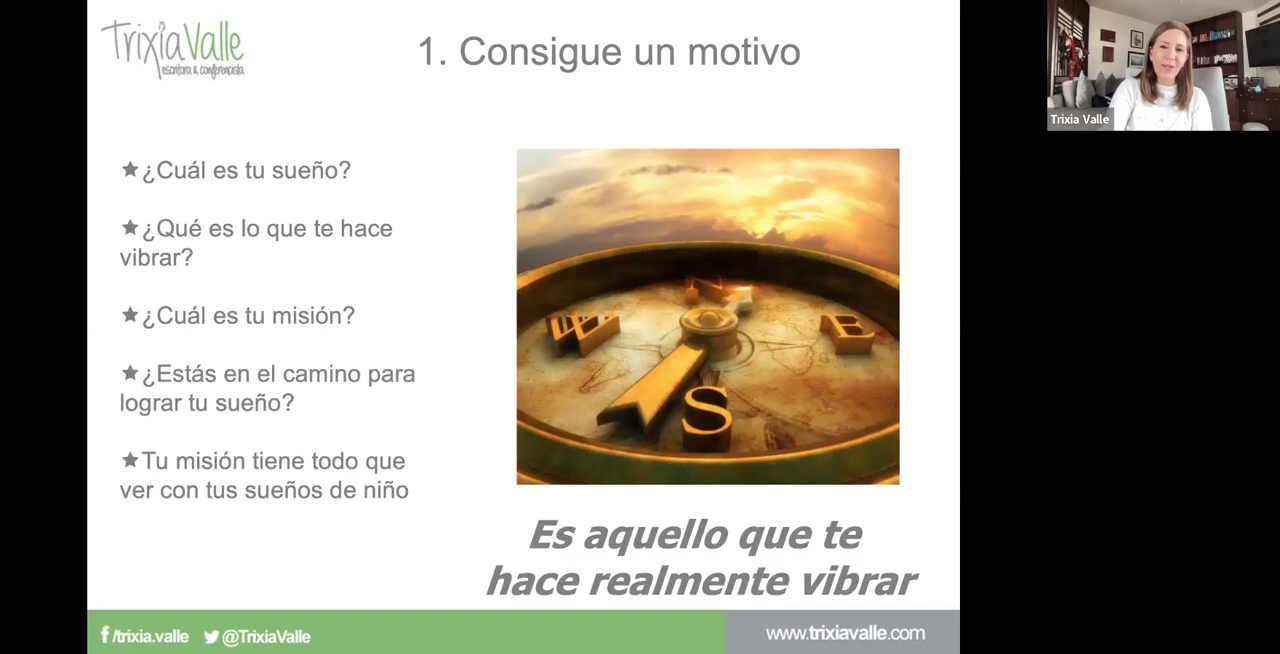 TrixiaValle
escritora & conferencista
1. Consigue un motivo
★¿Cuál es tu sueño?
★¿Qué es lo que te hace
vibrar?
★¿Cuál es tu misión?
★¿Estás en el camino para
lograr tu sueño?
★Tu misión tiene todo que
ver con tus sueños de niño
N
W E
S
Es aquello que te
hace realmente vibrar
f/trixia.valle @TrixiaValle
www.trixiavalle.com
Trixia Valle